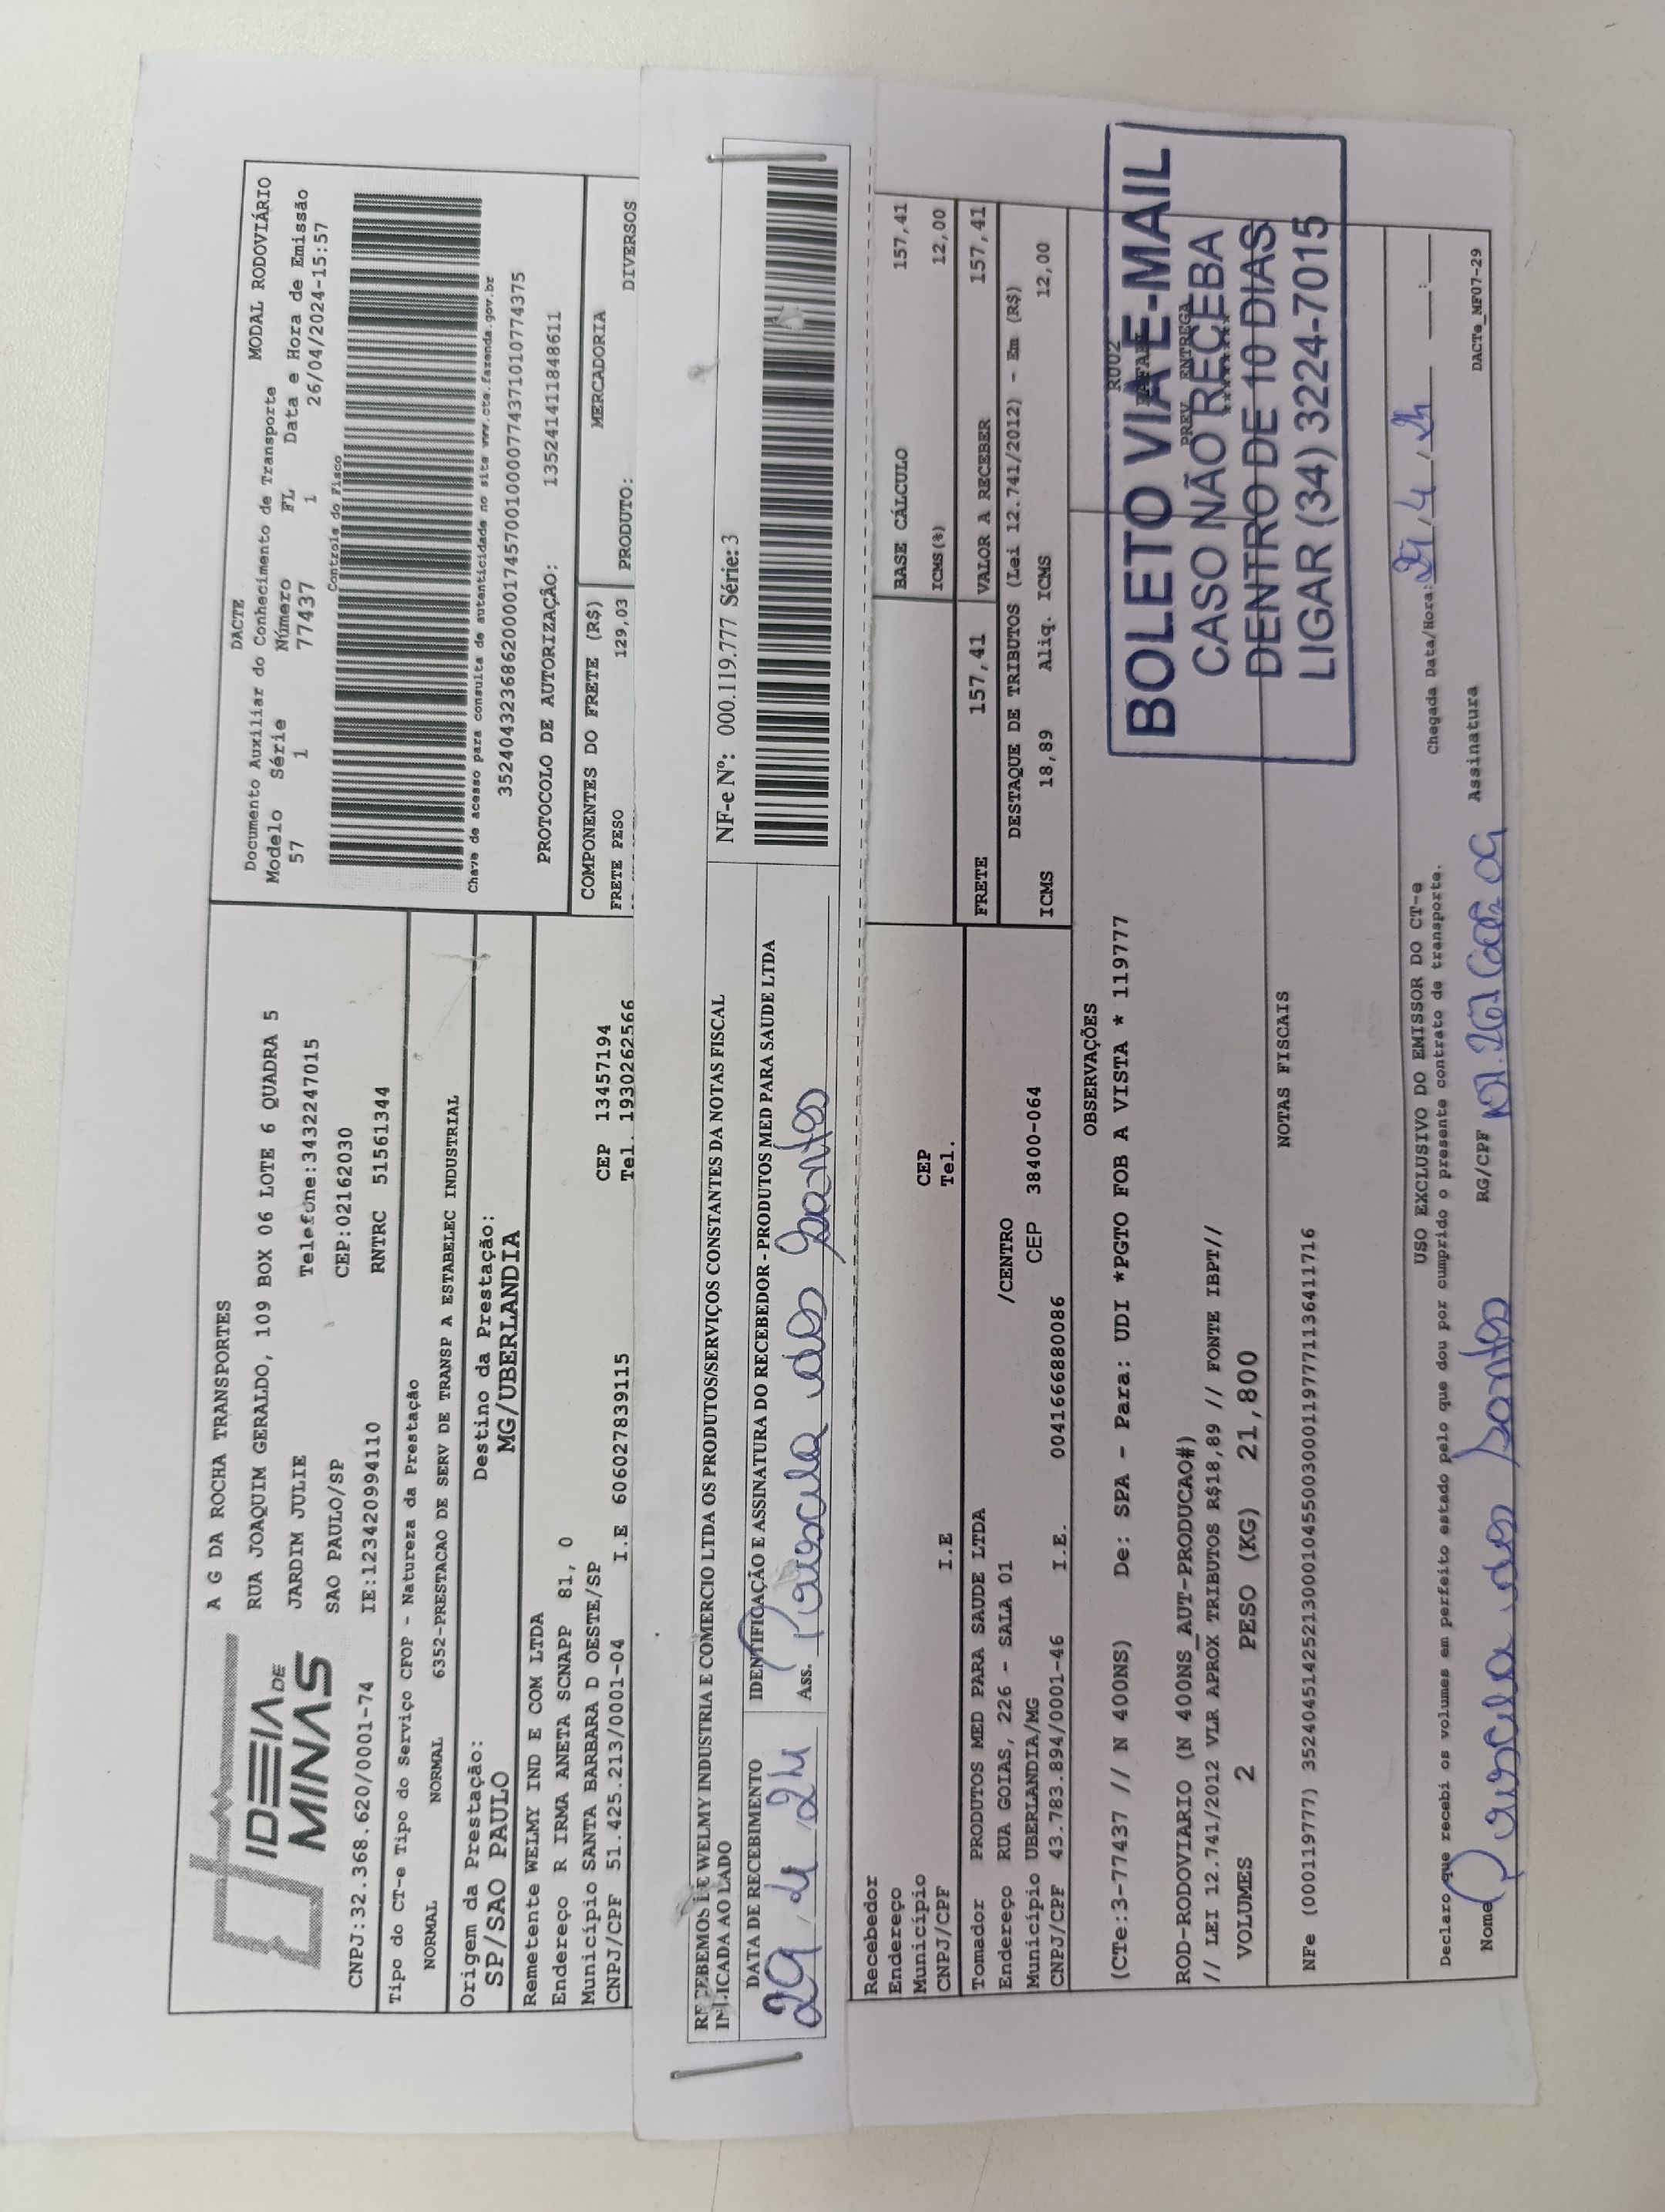 IDEIA DE
MINAS
A G DA ROCHA TRANSPORTES
RUA JOAQUIM GERALDO, 109 BOX 06 LOTE 6 QUADRA 5
JARDIM JULIE Telefone:3432247015
SAO PAULO/SP CEP:02162030
CNPJ:32.368.620/0001-74 IE:123420994110 RNTRC 51561344
DACTE MODAL RODOVIÁRIO
Documento Auxiliar do Conhecimento de Transporte
Modelo Série Número FL Data e Hora de Emissão
57 1 77437 1 26/04/2024-15:57
Controle do Fisco
Chave de acesso para consulta de autenticidade no site www.cte.fazenda.gov.br
35240432368620000174570010000774371010774375
PROTOCOLO DE AUTORIZAÇÃO: 135241411848611
Tipo do CT-e Tipo do Serviço CFOP - Natureza da Prestação
NORMAL NORMAL 6352-PRESTACAO DE SERV DE TRANSP A ESTABELEC INDUSTRIAL
Origem da Prestação: Destino da Prestação:
SP/SAO PAULO MG/UBERLANDIA
Remetente WELMY IND E COM LTDA
Endereço R IRMA ANETA SCNAPP 81, 0
Município SANTA BARBARA D OESTE/SP CEP 13457194
CNPJ/CPF 51.425.213/0001-04 I.E 606027839115 Tel. 1930262566
COMPONENTES DO FRETE (R$) MERCADORIA
FRETE PESO 129,03 PRODUTO: DIVERSOS
RECEBEMOS DE WELMY INDUSTRIA E COMERCIO LTDA OS PRODUTOS/SERVIÇOS CONSTANTES DA NOTAS FISCAL
INDICADA AO LADO
NF-e Nº: 000.119.777 Série: 3
DATA DE RECEBIMENTO IDENTIFICAÇÃO E ASSINATURA DO RECEBEDOR - PRODUTOS MED PARA SAUDE LTDA
29/4/24 Ass. Priscila dos Santos
Recebedor
Endereço
Município CEP
CNPJ/CPF I.E Tel.
BASE CÁLCULO 157,41
ICMS(%) 12,00
Tomador PRODUTOS MED PARA SAUDE LTDA
Endereço RUA GOIAS, 226 - SALA 01 /CENTRO
Município UBERLANDIA/MG CEP 38400-064
CNPJ/CPF 43.783.894/0001-46 I.E. 0041666880086
FRETE 157,41 VALOR A RECEBER 157,41
DESTAQUE DE TRIBUTOS (Lei 12.741/2012) - Em (R$)
ICMS 18,89 Aliq. ICMS 12,00
OBSERVAÇÕES
(CTe:3-77437 // N 400NS) De: SPA - Para: UDI *PGTO FOB A VISTA * 119777
ROD-RODOVIARIO (N 400NS_AUT-PRODUCAO#)
// LEI 12.741/2012 VLR APROX TRIBUTOS R$18,89 // FONTE IBPT//
VOLUMES 2 PESO (KG) 21,800
RU02
PREV ENTREGA
BOLETO VIA E-MAIL
CASO NÃO RECEBA
DENTRO DE 10 DIAS
LIGAR (34) 3224-7015
NOTAS FISCAIS
NFe (000119777) 35240451425213000104550030001197771113641716
USO EXCLUSIVO DO EMISSOR DO CT-e
Declaro que recebi os volumes em perfeito estado pelo que dou por cumprido o presente contrato de transporte.
Chegada Data/Hora: 29/4/24 __:__
Nome Priscila dos Santos RG/CPF Assinatura
DACTe_MF07-29